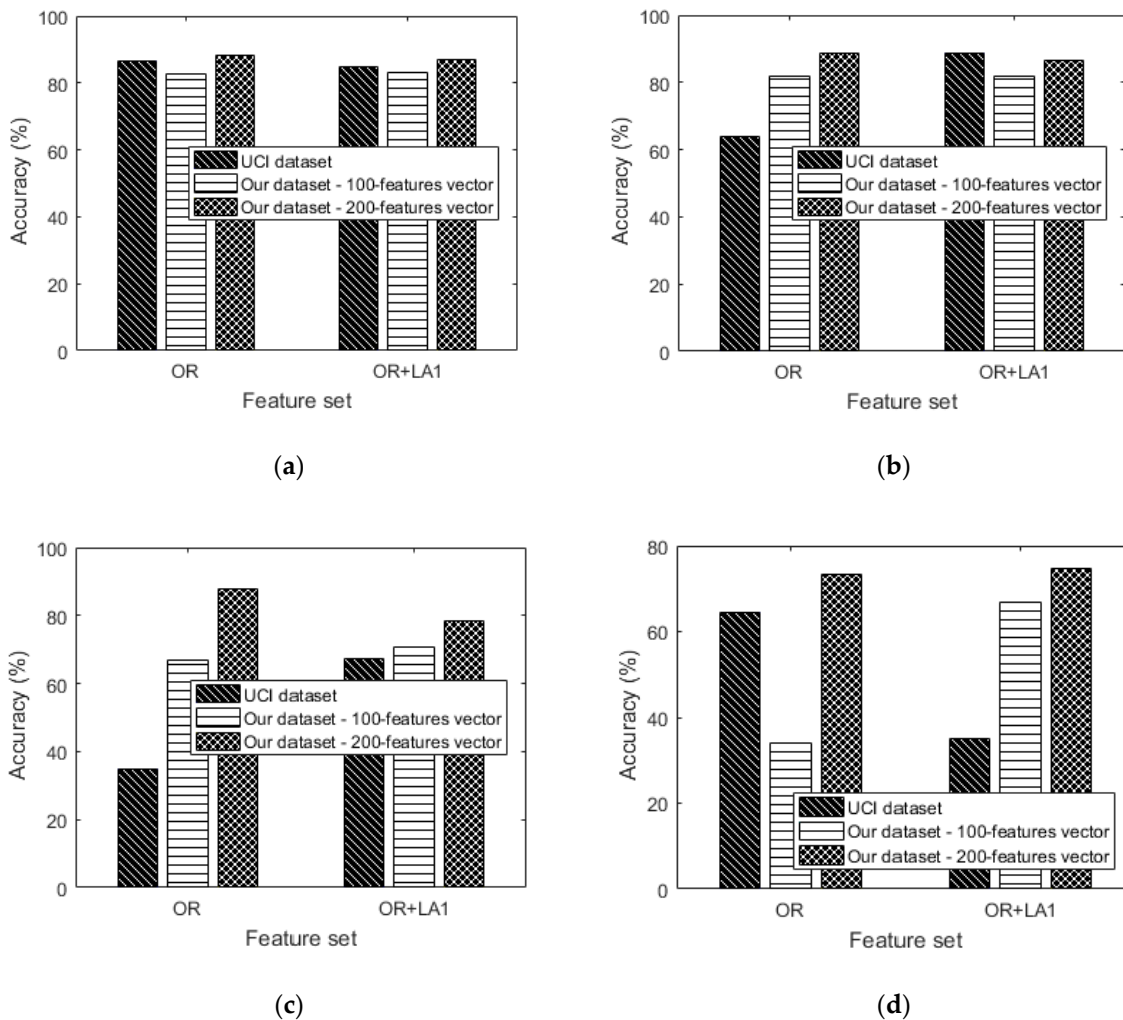 100
80
60
40
20
0
Accuracy (%)
UCI dataset
Our dataset - 100-features vector
Our dataset - 200-features vector
OR OR+LA1
Feature set
(a)
100
80
60
40
20
0
Accuracy (%)
UCI dataset
Our dataset - 100-features vector
Our dataset - 200-features vector
OR OR+LA1
Feature set
(b)
100
80
60
40
20
0
Accuracy (%)
UCI dataset
Our dataset - 100-features vector
Our dataset - 200-features vector
OR OR+LA1
Feature set
(c)
80
60
40
20
0
Accuracy (%)
UCI dataset
Our dataset - 100-features vector
Our dataset - 200-features vector
OR OR+LA1
Feature set
(d)